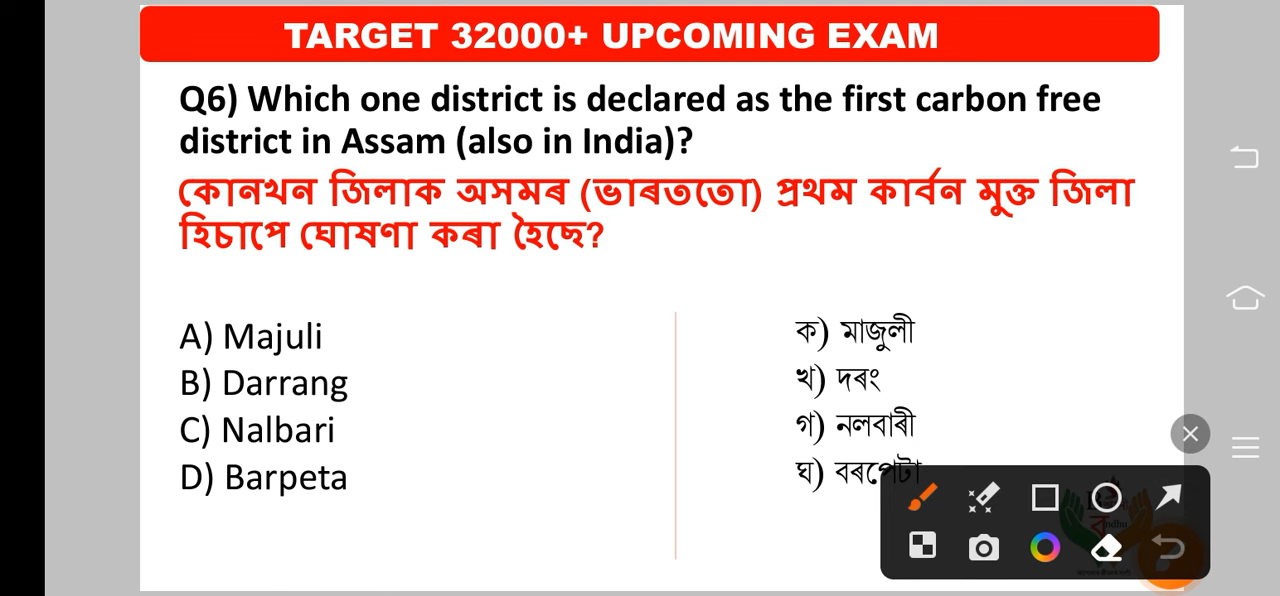 TARGET 32000+ UPCOMING EXAM
Q6) Which one district is declared as the first carbon free
district in Assam (also in India)?
কোনখন জিলাক অসমৰ (ভাৰততো) প্ৰথম কাৰ্বন মুক্ত জিলা
হিচাপে ঘোষণা কৰা হৈছে?
A) Majuli
B) Darrang
C) Nalbari
D) Barpeta
ক) মাজুলী
খ) দৰং
গ) নলবাৰী
ঘ) বৰপেটা